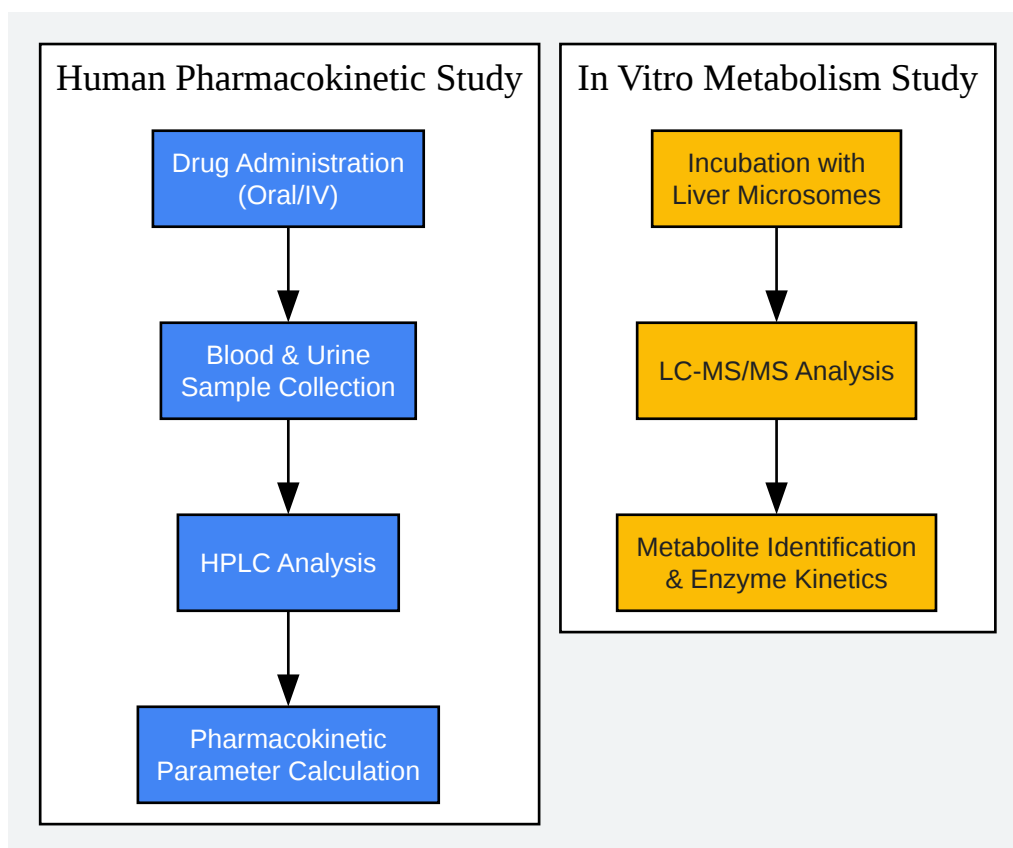 Human Pharmacokinetic Study
Drug Administration
(Oral/IV)
Blood & Urine
Sample Collection
HPLC Analysis
Pharmacokinetic
Parameter Calculation
In Vitro Metabolism Study
Incubation with
Liver Microsomes
LC-MS/MS Analysis
Metabolite Identification
& Enzyme Kinetics